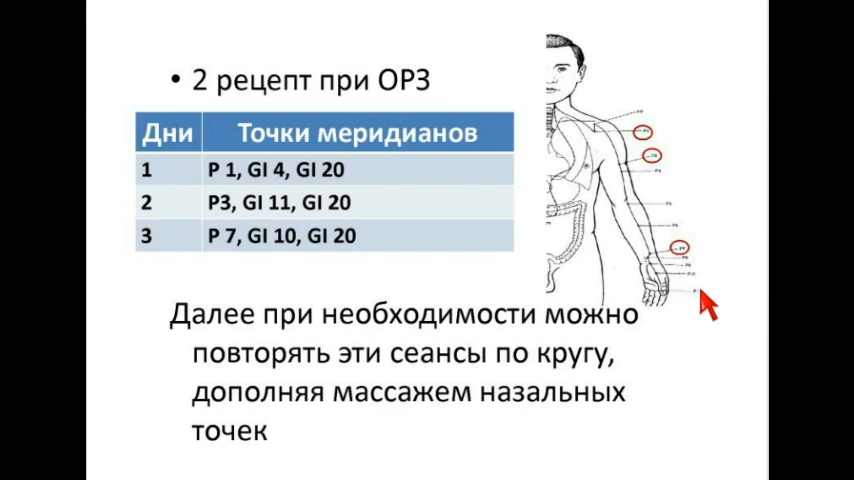 • 2 рецепт при ОРЗ
Дни Точки меридианов
1 P 1, GI 4, GI 20
2 P3, GI 11, GI 20
3 P 7, GI 10, GI 20
Далее при необходимости можно
повторять эти сеансы по кругу,
дополняя массажем назальных
точек